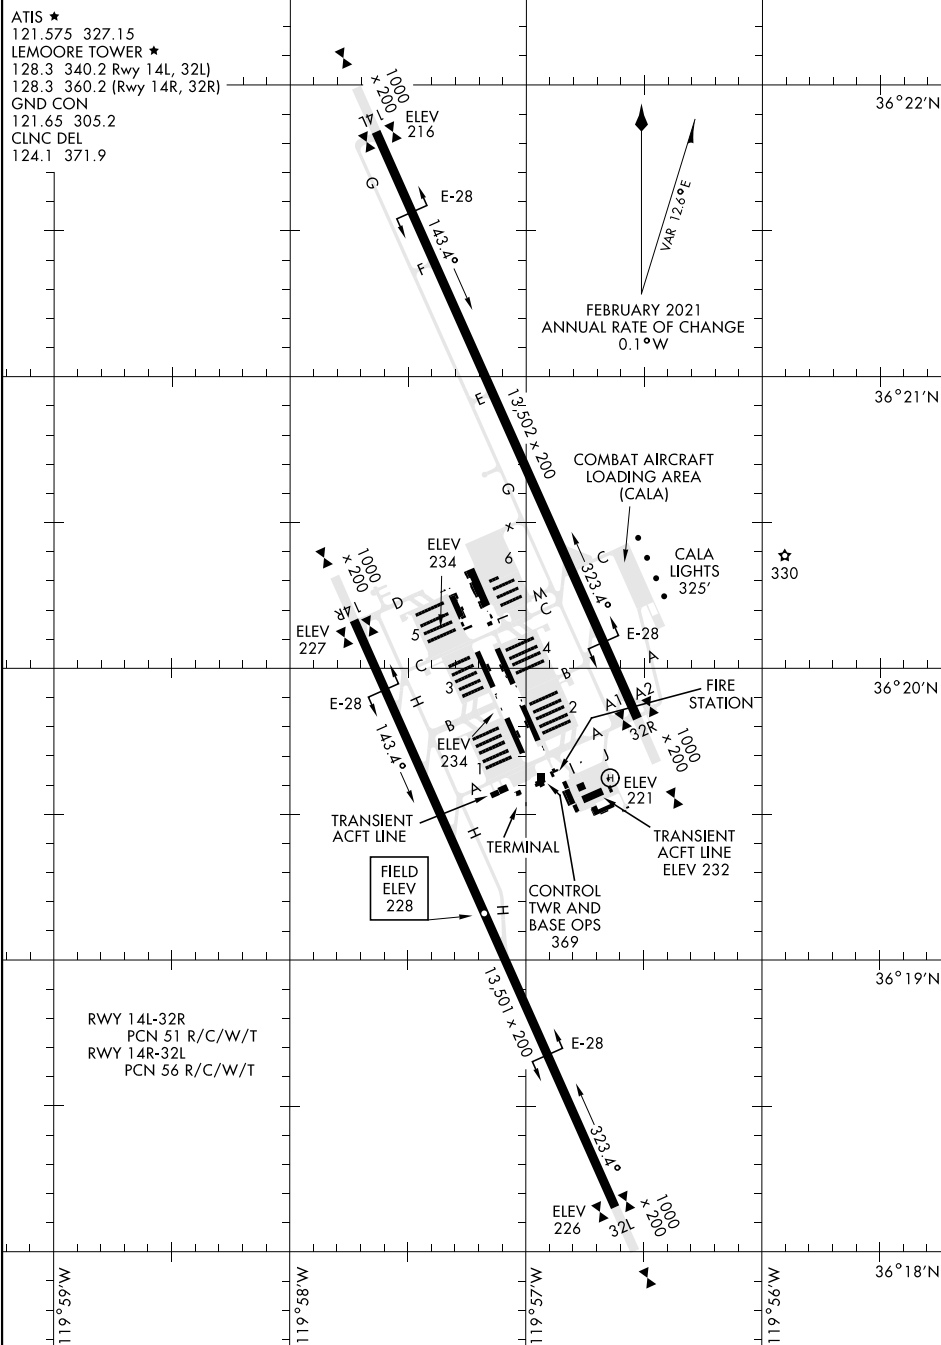 ATIS ★
121.575 327.15
LEMOORE TOWER ★
128.3 340.2 Rwy 14L, 32L)
128.3 360.2 (Rwy 14R, 32R)
GND CON
121.65 305.2
CLNC DEL
124.1 371.9
1000
x 200
14L
ELEV
216
36°22'N
G
E-28
143.4°
F
VAR 12.6°E
FEBRUARY 2021
ANNUAL RATE OF CHANGE
0.1°W
36°21'N
E
13,502 x 200
COMBAT AIRCRAFT
LOADING AREA
(CALA)
G
x
ELEV
234
6
C
CALA
LIGHTS
325'
330
1000
x 200
14R
E
D
M
C
323.4°
ELEV
227
5
L
E-28
4
A
C
3
B
E-28
H
36°20'N
FIRE
STATION
A1
A2
B
2
32R
143.4°
ELEV
234
1
A
J
1000
x 200
I
A
H
ELEV
221
TRANSIENT
ACFT LINE
H
TERMINAL
TRANSIENT
ACFT LINE
ELEV 232
FIELD
ELEV
228
H
CONTROL
TWR AND
BASE OPS
369
36°19'N
13,501 x 200
RWY 14L-32R
PCN 51 R/C/W/T
RWY 14R-32L
PCN 56 R/C/W/T
E-28
323.4°
ELEV
226
32L
1000
x 200
36°18'N
119°59'W
119°58'W
119°57'W
119°56'W